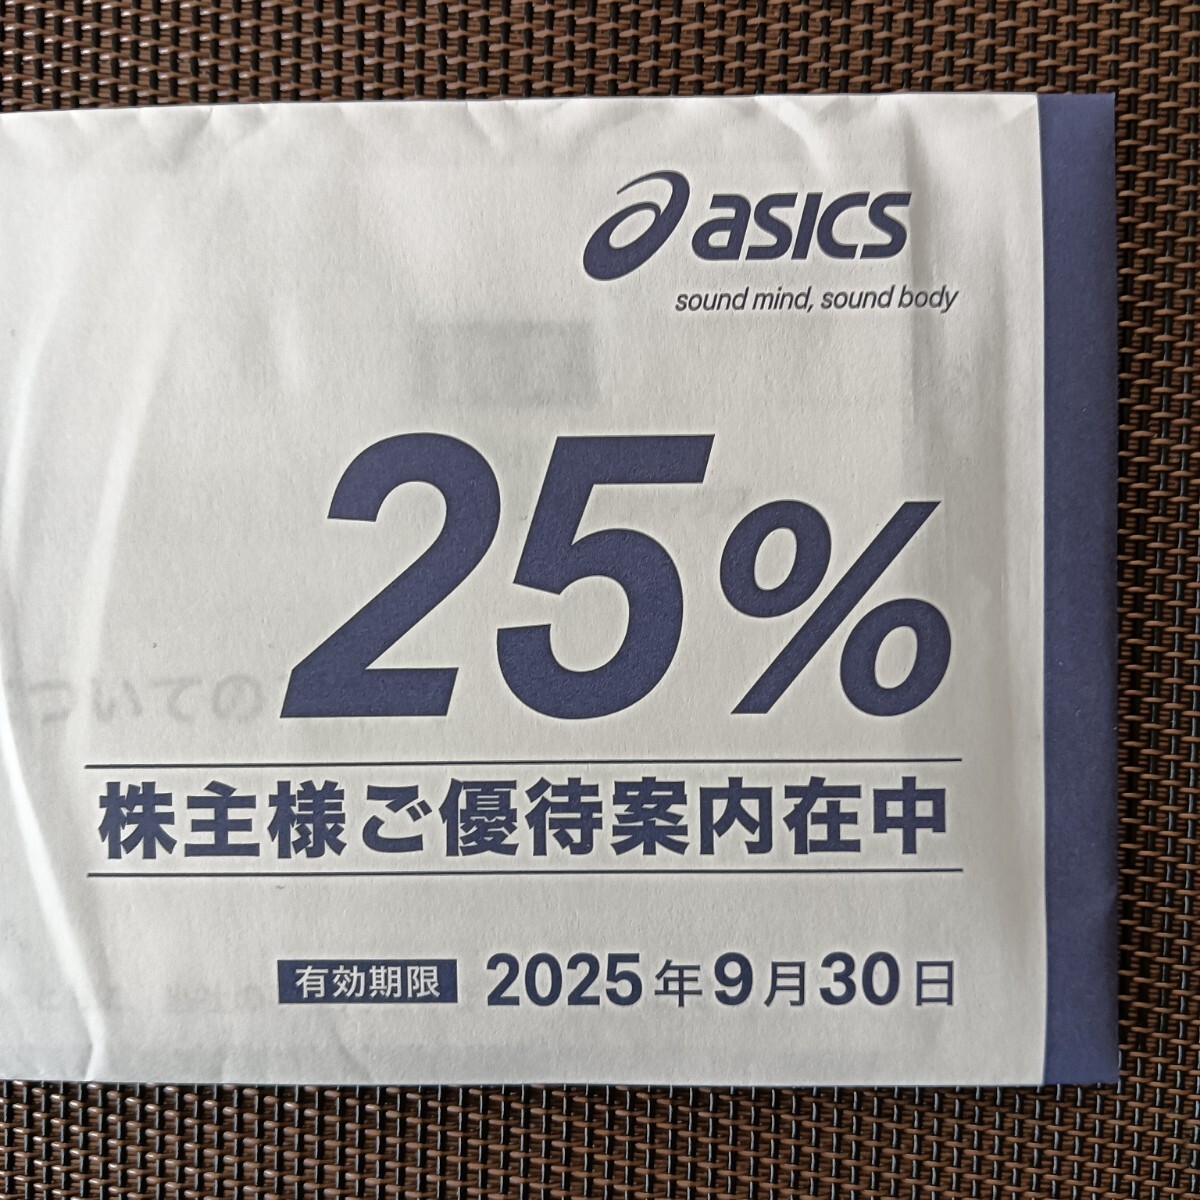 asics
sound mind, sound body
25%
株主様ご優待案内在中
有効期限 2025年9月30日